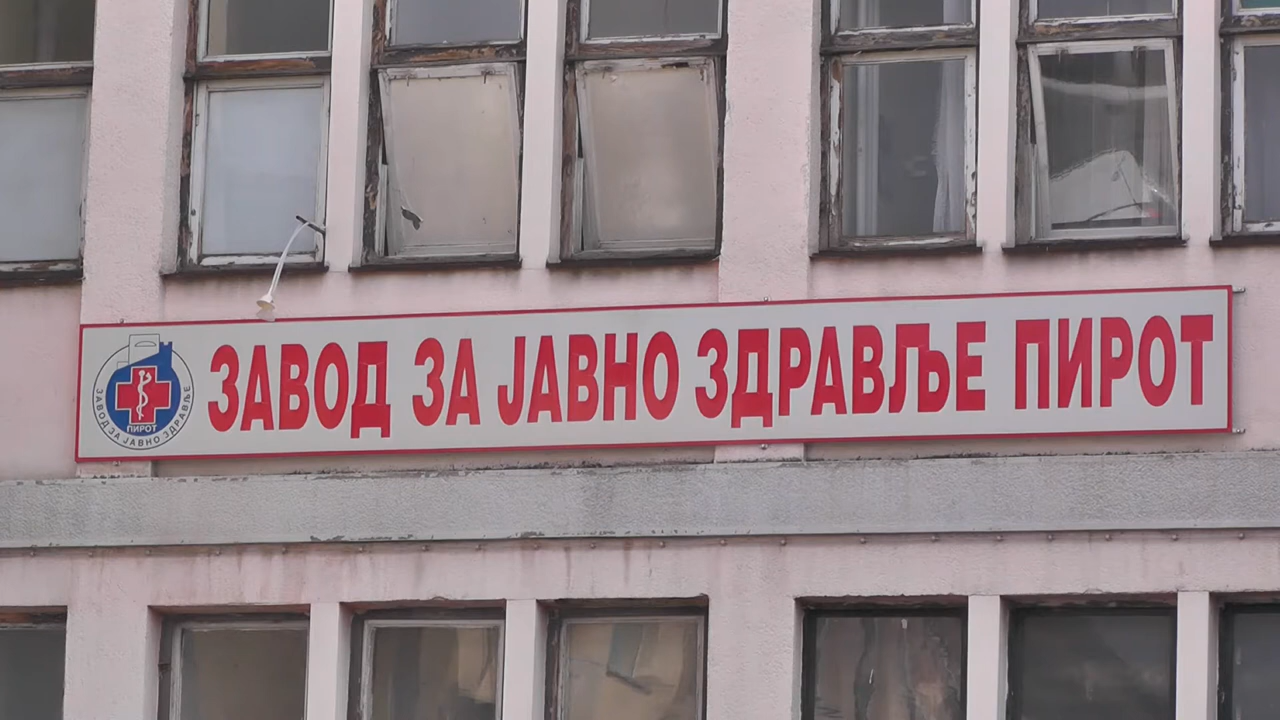 ЗАВОД ЗА ЈАВНО ЗДРАВЉЕ ПИРОТ
ПИРОТ
ЗАВОД ЗА ЈАВНО ЗДРАВЉЕ